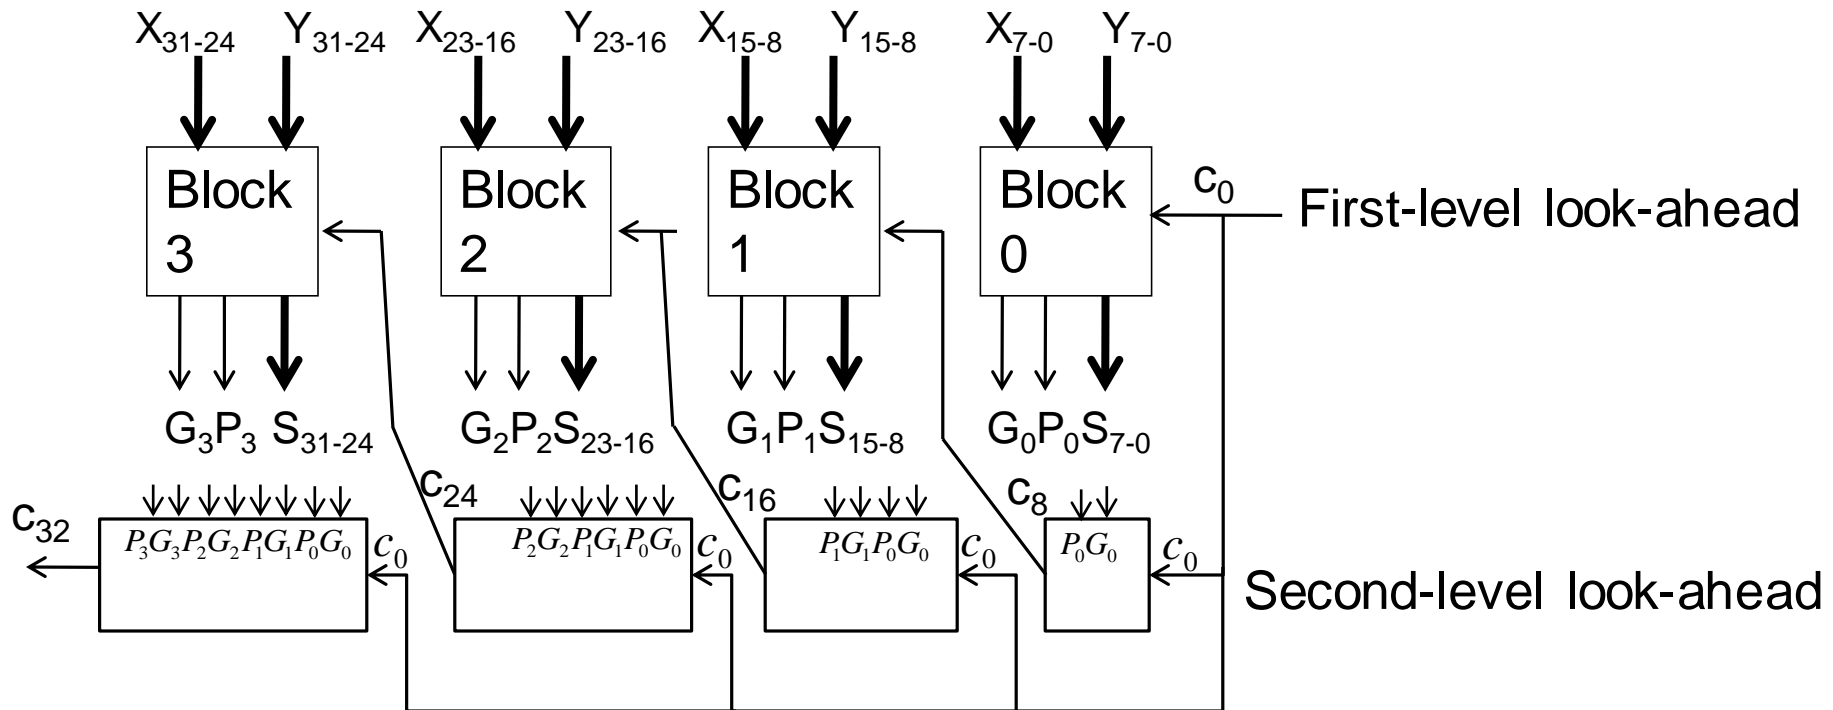 X31-24 Y31-24 X23-16 Y23-16 X15-8 Y15-8 X7-0 Y7-0
Block 3
Block 2
Block 1
Block 0
c0
First-level look-ahead
G3P3 S31-24 G2P2S23-16 G1P1S15-8 G0P0S7-0
c32 c24 c16 c8
P3G3P2G2P1G1P0G0 c0 P2G2P1G1P0G0 c0 P1G1P0G0 c0 P0G0 c0
Second-level look-ahead